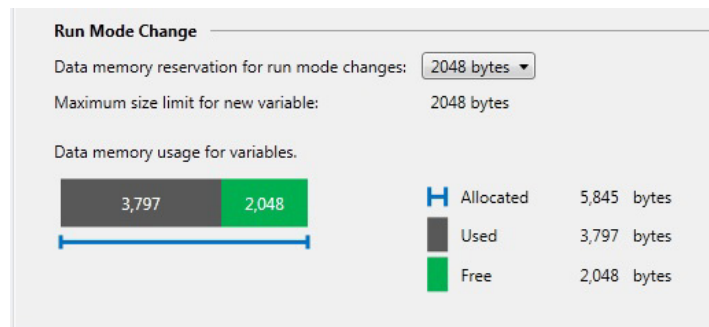 Run Mode Change
Data memory reservation for run mode changes: 2048 bytes
Maximum size limit for new variable: 2048 bytes
Data memory usage for variables.
3,797 2,048
Allocated 5,845 bytes
Used 3,797 bytes
Free 2,048 bytes